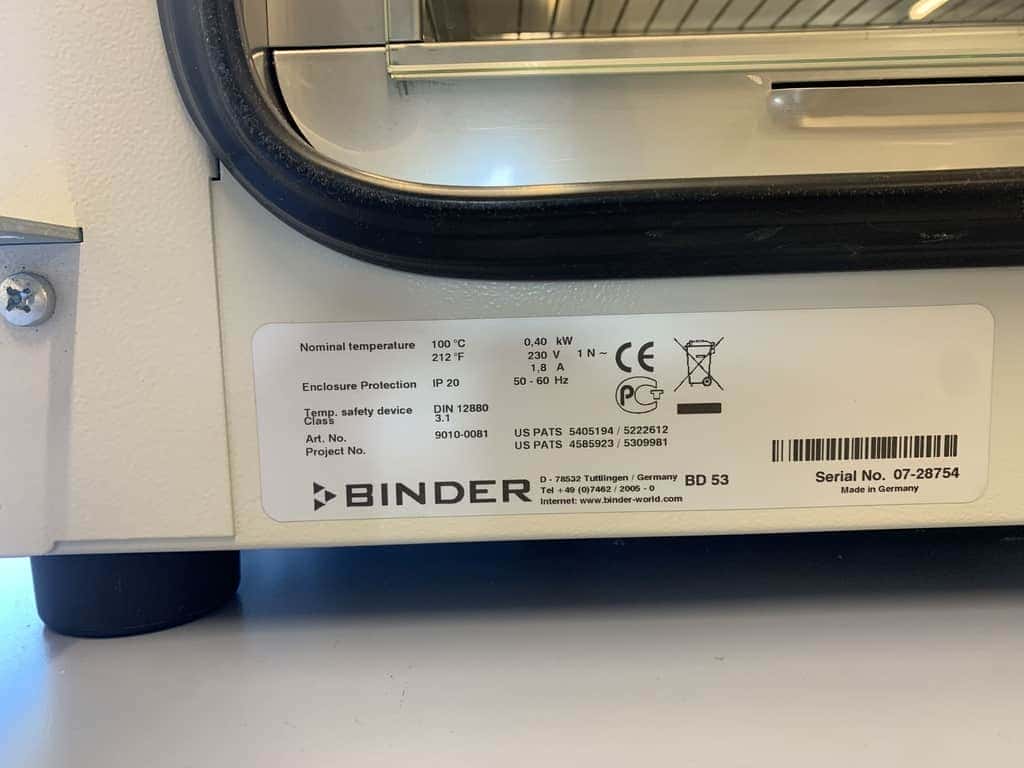 Nominal temperature 100 °C 0,40 kW
212 °F 230 V 1 N ~
1,8 A
Enclosure Protection IP 20 50 - 60 Hz
CE
PCT
Temp. safety device DIN 12880
Class 3.1
Art. No. 9010-0081 US PATS 5405194 / 5222612
Project No. US PATS 4585923 / 5309981
BINDER
D - 78532 Tuttlingen / Germany BD 53
Tel +49 (0)7462 / 2005 - 0
Internet: www.binder-world.com
Serial No. 07-28754
Made in Germany